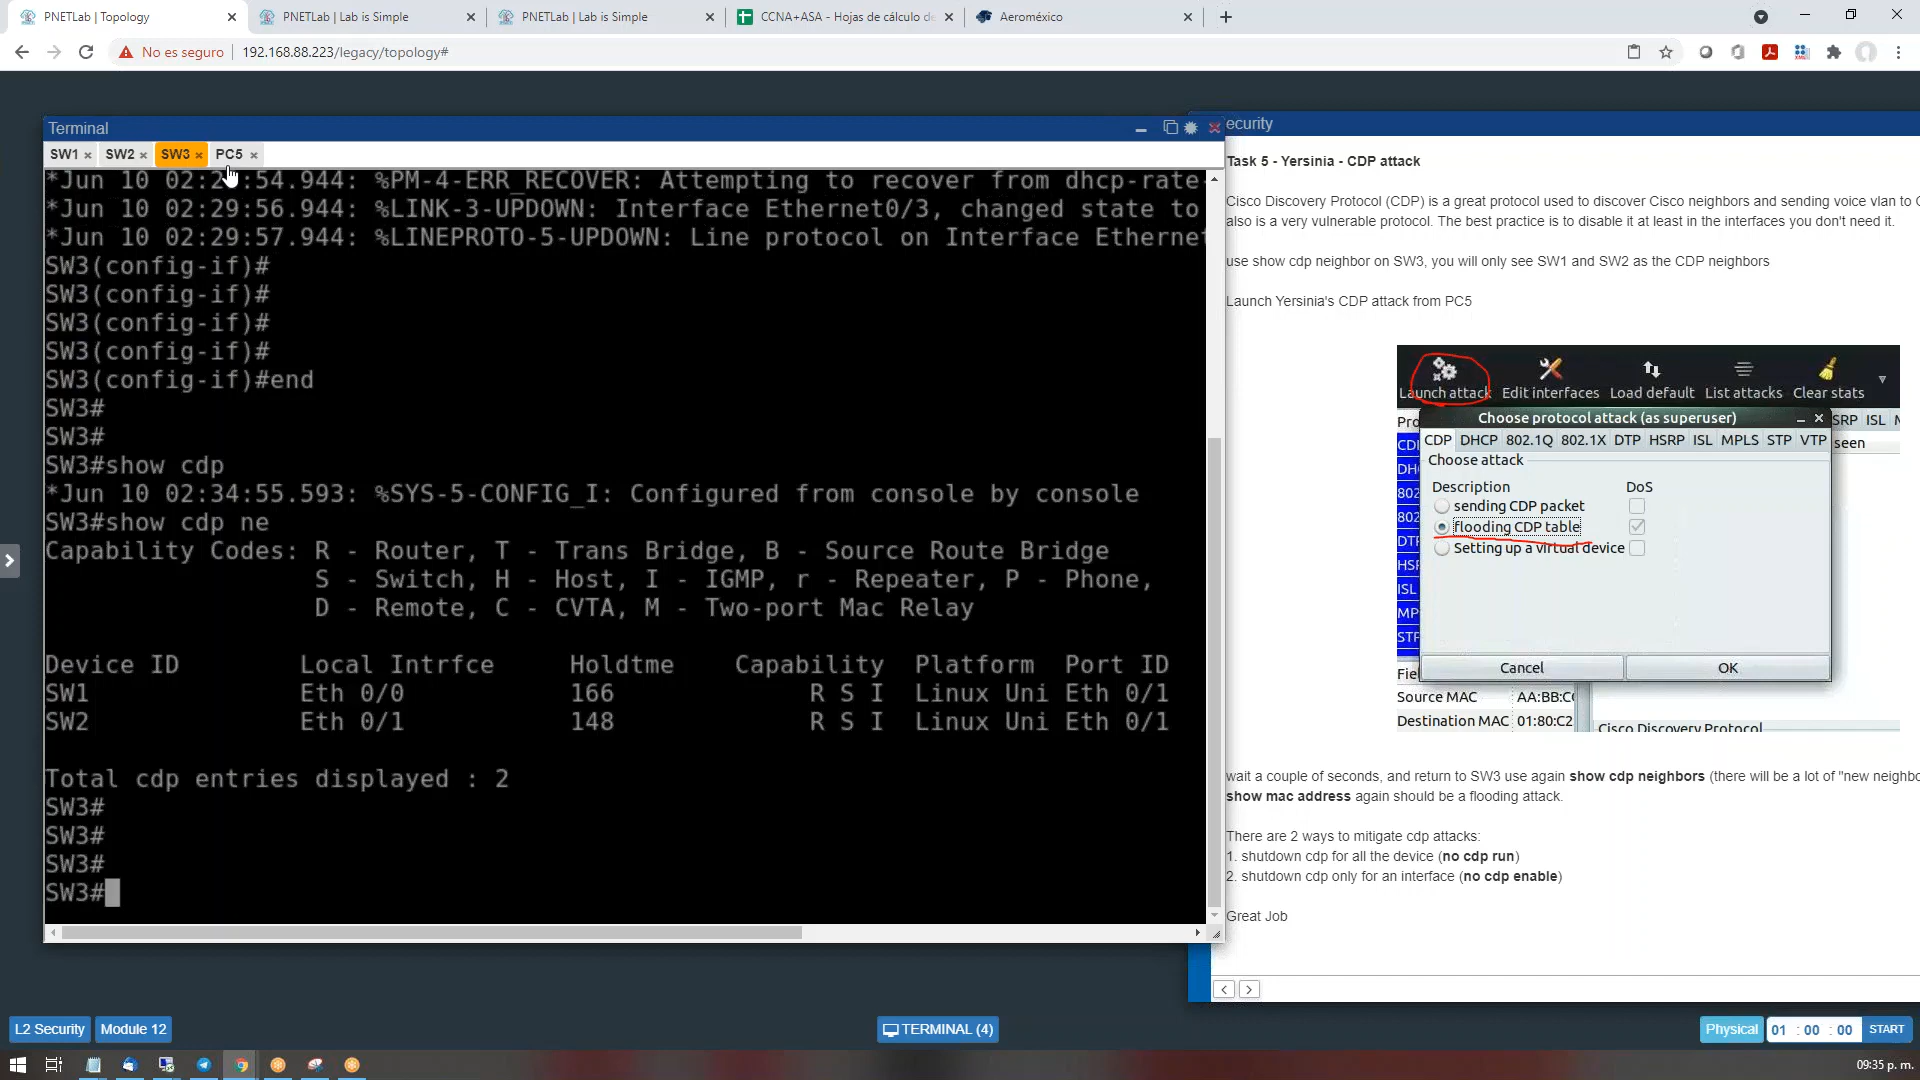 PNETLab | Topology
PNETLab | Lab is Simple
PNETLab | Lab is Simple
CCNA+ASA - Hojas de cálculo de
Aeroméxico
No es seguro
192.168.88.223/legacy/topology#
Terminal
SW1
SW2
SW3
PC5
*Jun 10 02:2 :54.944: %PM-4-ERR_RECOVER: Attempting to recover from dhcp-rate-
*Jun 10 02:29:56.944: %LINK-3-UPDOWN: Interface Ethernet0/3, changed state to
*Jun 10 02:29:57.944: %LINEPROTO-5-UPDOWN: Line protocol on Interface Ethernet
SW3(config-if)#
SW3(config-if)#
SW3(config-if)#
SW3(config-if)#
SW3(config-if)#end
SW3#
SW3#
SW3#show cdp
*Jun 10 02:34:55.593: %SYS-5-CONFIG_I: Configured from console by console
SW3#show cdp ne
Capability Codes: R - Router, T - Trans Bridge, B - Source Route Bridge
S - Switch, H - Host, I - IGMP, r - Repeater, P - Phone,
D - Remote, C - CVTA, M - Two-port Mac Relay
Device ID Local Intrfce Holdtme Capability Platform Port ID
SW1 Eth 0/0 166 R S I Linux Uni Eth 0/1
SW2 Eth 0/1 148 R S I Linux Uni Eth 0/1
Total cdp entries displayed : 2
SW3#
SW3#
SW3#
SW3#
ecurity
Task 5 - Yersinia - CDP attack
Cisco Discovery Protocol (CDP) is a great protocol used to discover Cisco neighbors and sending voice vlan to C
also is a very vulnerable protocol. The best practice is to disable it at least in the interfaces you don't need it.
use show cdp neighbor on SW3, you will only see SW1 and SW2 as the CDP neighbors
Launch Yersinia's CDP attack from PC5
Launch attack Edit interfaces Load default List attacks Clear stats
Choose protocol attack (as superuser)
CDP DHCP 802.1Q 802.1X DTP HSRP ISL MPLS STP VTP
Choose attack
Description DoS
sending CDP packet
flooding CDP table
Setting up a virtual device
Cancel
OK
Pro
CDP
DH
802
802
DTP
HSR
ISL
MP
STP
SRP ISL
seen
Fie
Source MAC AA:BB:C
Destination MAC 01:80:C2
Cisco Discovery Protocol
wait a couple of seconds, and return to SW3 use again show cdp neighbors (there will be a lot of "new neighbo
show mac address again should be a flooding attack.
There are 2 ways to mitigate cdp attacks:
1. shutdown cdp for all the device (no cdp run)
2. shutdown cdp only for an interface (no cdp enable)
Great Job
L2 Security
Module 12
TERMINAL (4)
Physical
01 : 00 : 00
START
09:35 p. m.